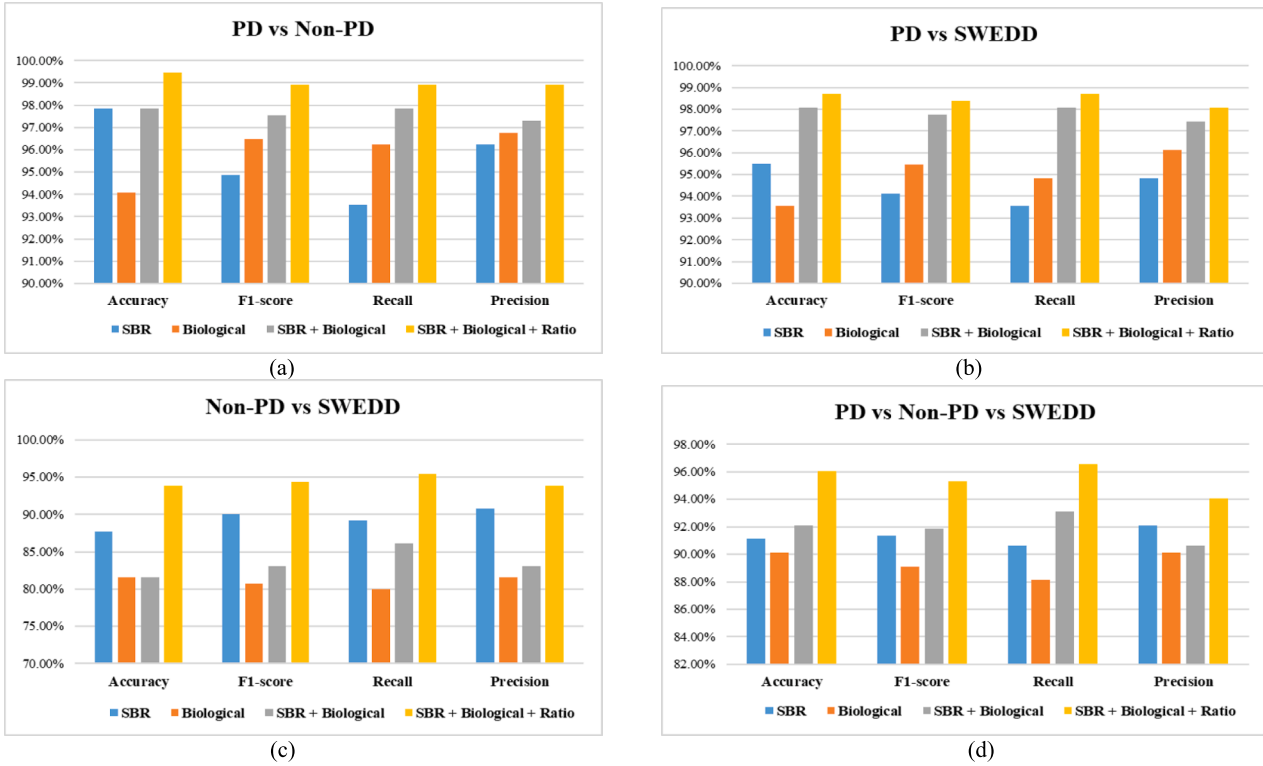 PD vs Non-PD
100.00%
99.00%
98.00%
97.00%
96.00%
95.00%
94.00%
93.00%
92.00%
91.00%
90.00%
Accuracy F1-score Recall Precision
SBR Biological SBR + Biological SBR + Biological + Ratio
(a)
PD vs SWEDD
100.00%
99.00%
98.00%
97.00%
96.00%
95.00%
94.00%
93.00%
92.00%
91.00%
90.00%
Accuracy F1-score Recall Precision
SBR Biological SBR + Biological SBR + Biological + Ratio
(b)
Non-PD vs SWEDD
100.00%
95.00%
90.00%
85.00%
80.00%
75.00%
70.00%
Accuracy F1-score Recall Precision
SBR Biological SBR + Biological SBR + Biological + Ratio
(c)
PD vs Non-PD vs SWEDD
98.00%
96.00%
94.00%
92.00%
90.00%
88.00%
86.00%
84.00%
82.00%
Accuracy F1-score Recall Precision
SBR Biological SBR + Biological SBR + Biological + Ratio
(d)